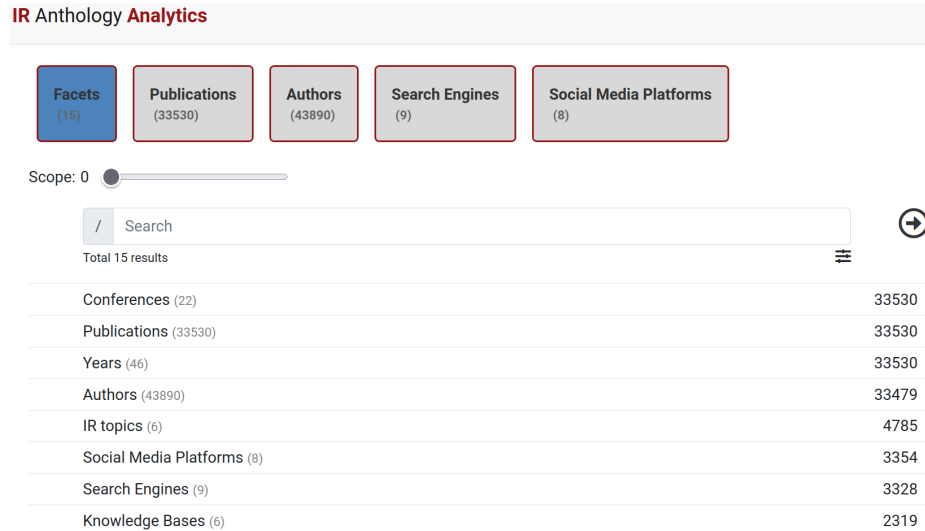 IR Anthology Analytics
Facets Publications Authors Search Engines Social Media Platforms
(15) (33530) (43890) (9) (8)
Scope: 0
/ Search
Total 15 results
Conferences (22) 33530
Publications (33530) 33530
Years (46) 33530
Authors (43890) 33479
IR topics (6) 4785
Social Media Platforms (8) 3354
Search Engines (9) 3328
Knowledge Bases (6) 2319